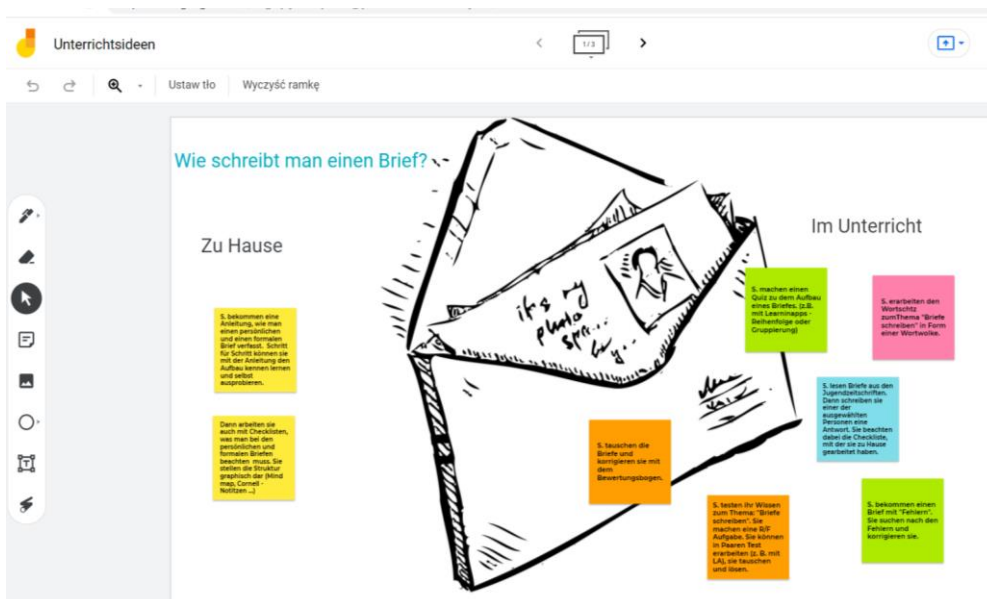 Unterrichtsideen
1/3
Ustaw tło
Wyczyść ramkę
Wie schreibt man einen Brief?
Zu Hause
Im Unterricht
S. bekommen eine
Anleitung, wie man
einen persönlichen
und einen formalen
Brief verfasst. Schritt
für Schritt können sie
mit der Anleitung den
Aufbau kennen lernen
und selbst
ausprobieren.
Dann arbeiten sie
auch mit Checklisten,
was man bei den
persönlichen und
formalen Briefen
beachten muss. Sie
stellen die Struktur
graphisch dar (Mind
map, Cornell -
Notitzen ...)
it's my
photo
S. machen einen
Quiz zu dem Aufbau
eines Briefes. (z.B.
mit Learninapps -
Reihenfolge oder
Gruppierung)
S. erarbeiten den
Wortschtz
zumThema "Briefe
schreiben" in Form
einer Wortwolke.
S. lesen Briefe aus den
Jugendzeitschriften.
Dann schreiben sie
einer der
ausgewählten
Personen eine
Antwort. Sie beachten
dabei die Checkliste,
mit der sie zu Hause
gearbeitet haben.
S. tauschen die
Briefe und
korrigieren sie mit
dem
Bewertungsbogen.
S. testen ihr Wissen
zum Thema: "Briefe
schreiben". Sie
machen eine R/F
Aufgabe. Sie können
in Paaren Test
erarbeiten (z. B. mit
LA), sie tauschen
und lösen.
S. bekommen einen
Brief mit "Fehlern".
Sie suchen nach den
Fehlern und
korrigieren sie.